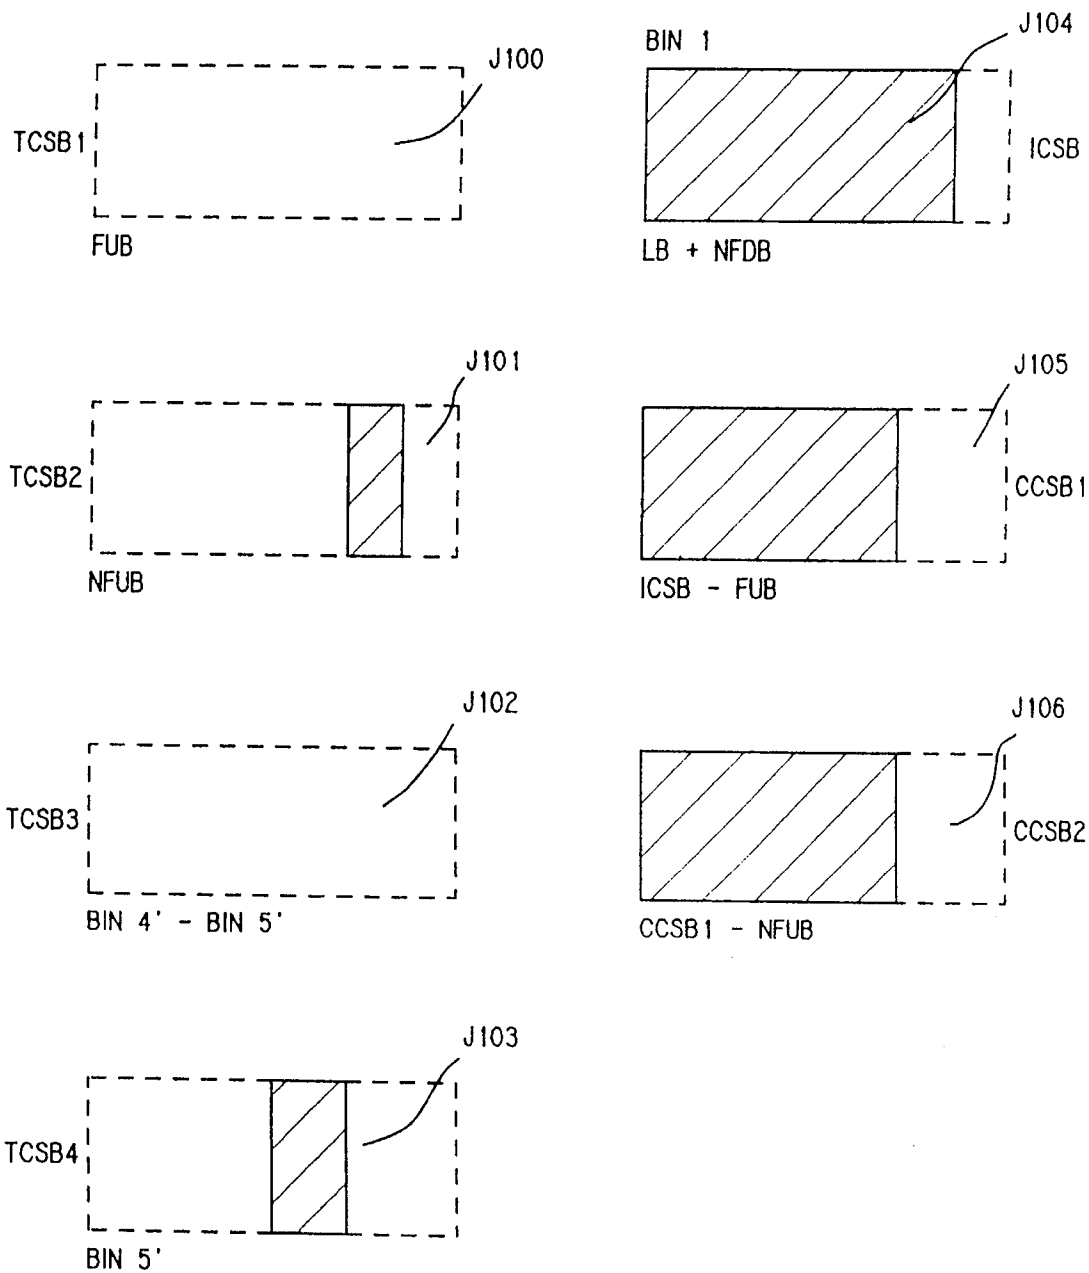 J100
TCSB1
FUB
BIN 1
J104
ICSB
LB + NFDB
J101
TCSB2
NFUB
J105
CCSB1
ICSB - FUB
J102
TCSB3
BIN 4' - BIN 5'
J106
CCSB2
CCSB1 - NFUB
J103
TCSB4
BIN 5'